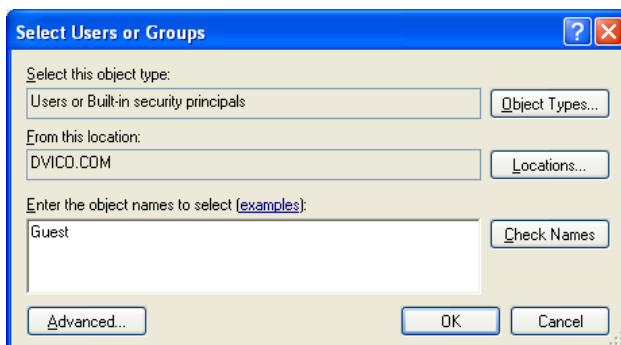 Select Users or Groups
Select this object type:
Users or Built-in security principals
Object Types...
From this location:
DVICO.COM
Locations...
Enter the object names to select (examples):
Guest
Check Names
Advanced...
OK
Cancel